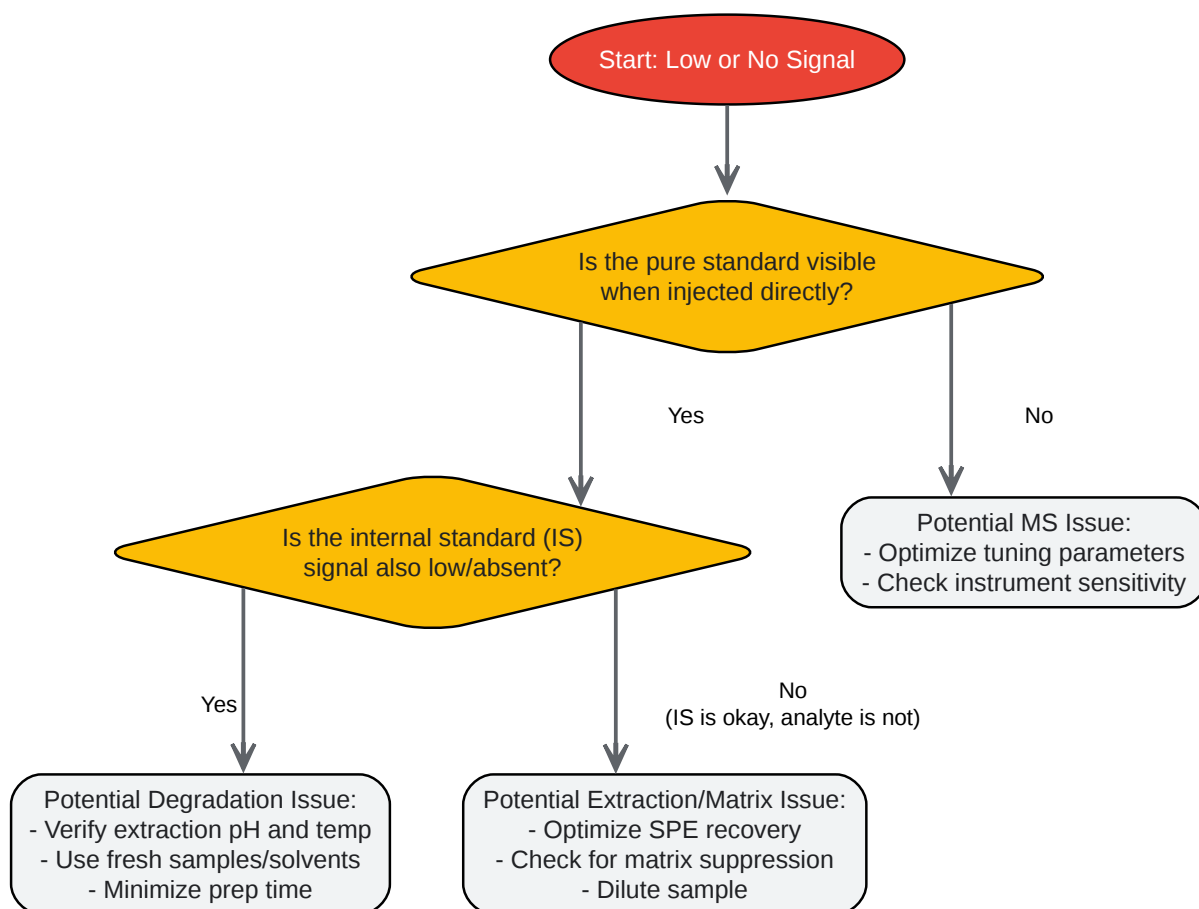 Start: Low or No Signal
Is the pure standard visible
when injected directly?
Yes
No
Is the internal standard (IS)
signal also low/absent?
Potential MS Issue:
- Optimize tuning parameters
- Check instrument sensitivity
Yes
No
(IS is okay, analyte is not)
Potential Degradation Issue:
- Verify extraction pH and temp
- Use fresh samples/solvents
- Minimize prep time
Potential Extraction/Matrix Issue:
- Optimize SPE recovery
- Check for matrix suppression
- Dilute sample